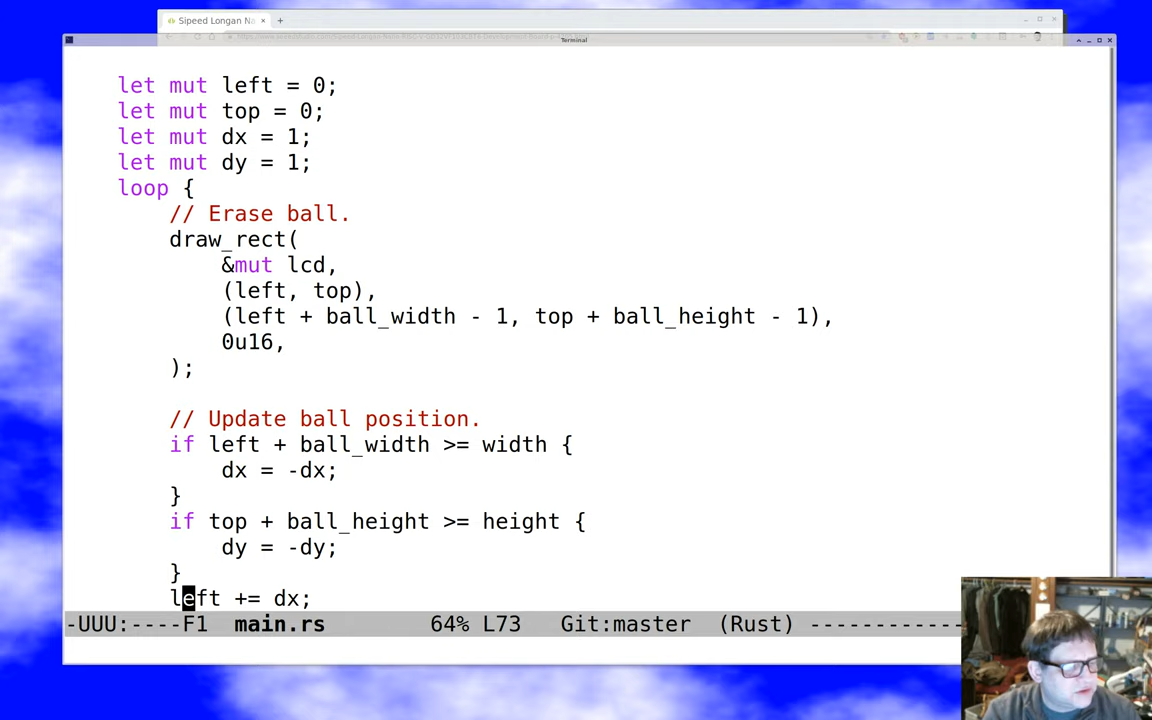 Sipeed Longan Na
Terminal
let mut left = 0;
let mut top = 0;
let mut dx = 1;
let mut dy = 1;
loop {
// Erase ball.
draw_rect(
&mut lcd,
(left, top),
(left + ball_width - 1, top + ball_height - 1),
0u16,
);
// Update ball position.
if left + ball_width >= width {
dx = -dx;
}
if top + ball_height >= height {
dy = -dy;
}
left += dx;
-UUU:----F1 main.rs 64% L73 Git:master (Rust) ------------